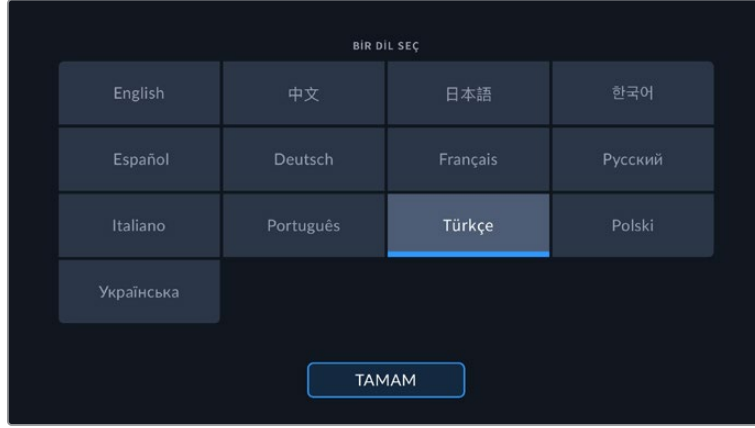 BİR DİL SEÇ
English 中文 日本語 한국어
Español Deutsch Français Русский
Italiano Português Türkçe Polski
Українська
TAMAM